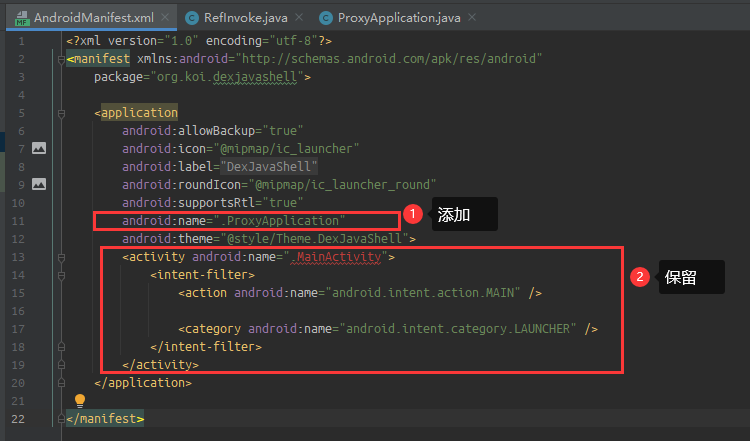 AndroidManifest.xml RefInvoke.java ProxyApplication.java
1 <?xml version="1.0" encoding="utf-8"?>
2 <manifest xmlns:android="http://schemas.android.com/apk/res/android"
3 package="org.koi.dexjavashell">
4
5 <application
6 android:allowBackup="true"
7 android:icon="@mipmap/ic_launcher"
8 android:label="DexJavaShell"
9 android:roundIcon="@mipmap/ic_launcher_round"
10 android:supportsRtl="true"
11 android:name=".ProxyApplication" 1 添加
12 android:theme="@style/Theme.DexJavaShell">
13 <activity android:name=".MainActivity">
14 <intent-filter> 2 保留
15 <action android:name="android.intent.action.MAIN" />
16
17 <category android:name="android.intent.category.LAUNCHER" />
18 </intent-filter>
19 </activity>
20 </application>
21
22 </manifest>